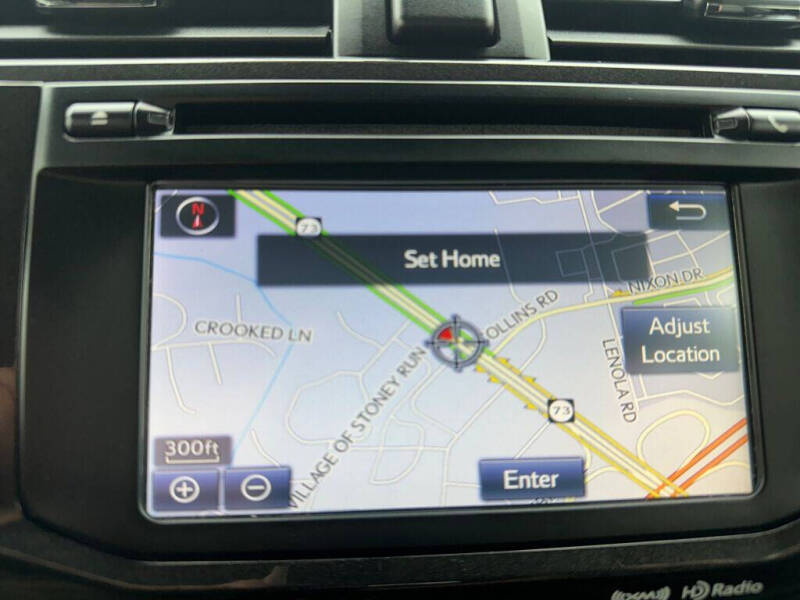 N
73
Set Home
NIXON DR
COLLINS RD
CROOKED LN
Adjust
Location
LENOLA RD
VILLAGE OF STONEY RUN
73
300ft
Enter
HD Radio